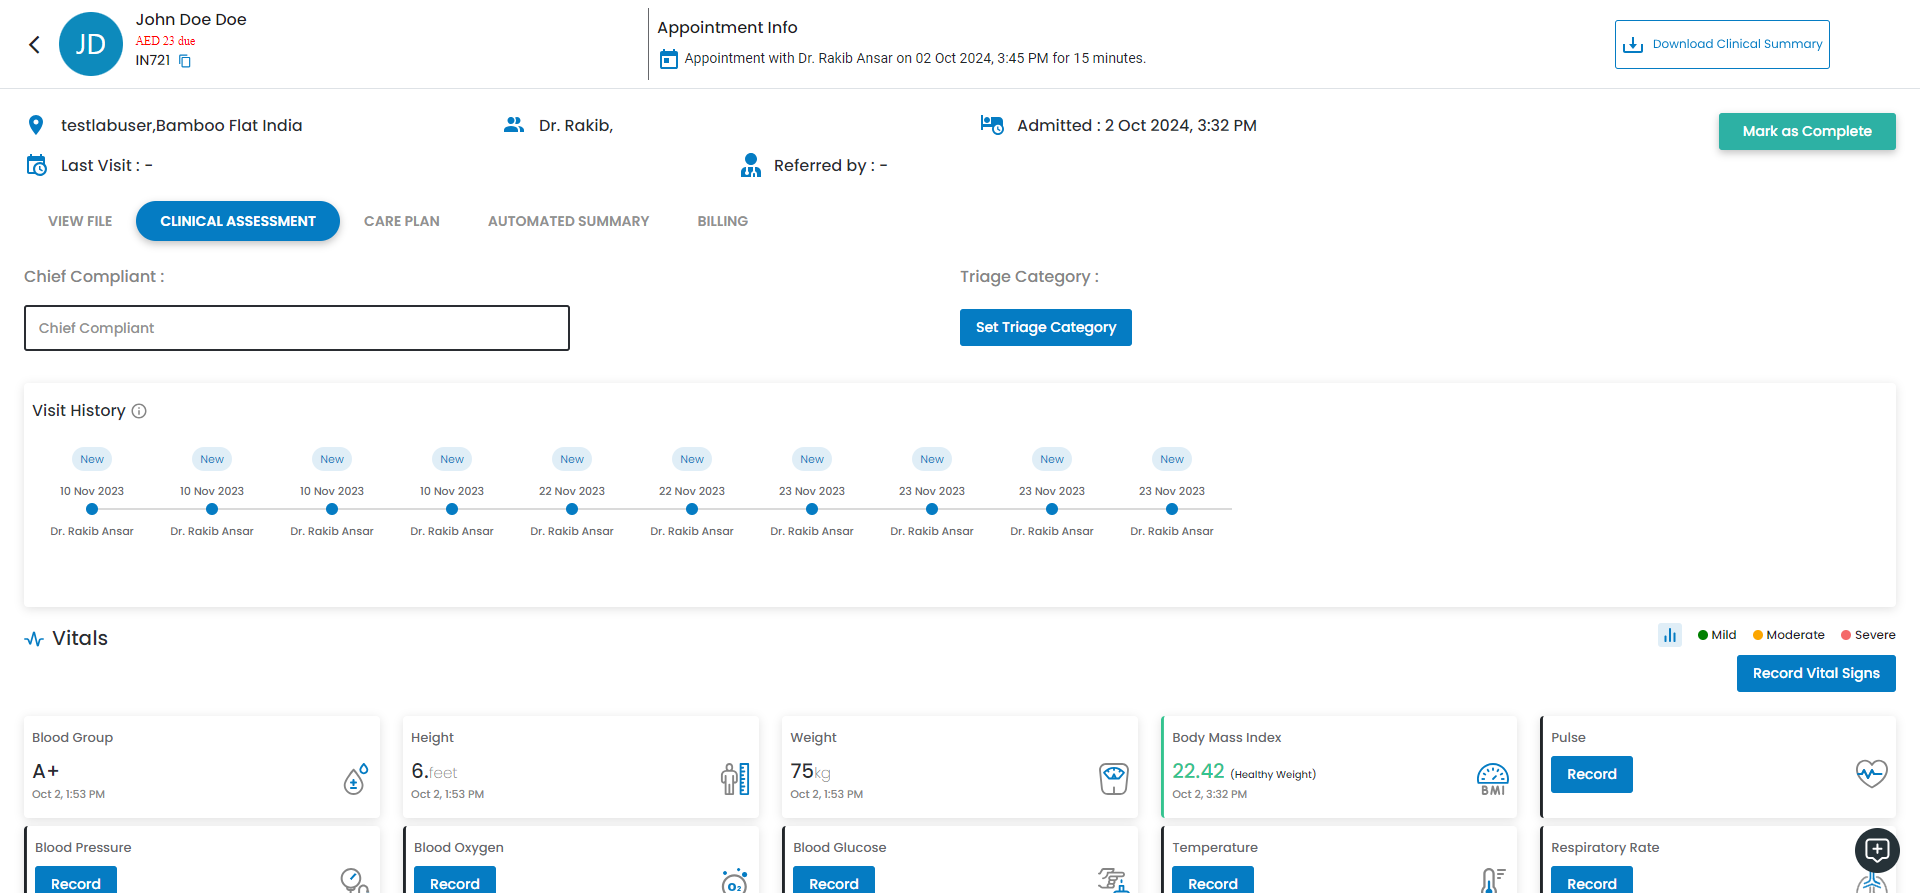 JD
John Doe Doe
AED 23 due
IN721
Appointment Info
Appointment with Dr. Rakib Ansar on 02 Oct 2024, 3:45 PM for 15 minutes.
Download Clinical Summary
testlabuser,Bamboo Flat India
Dr. Rakib,
Admitted : 2 Oct 2024, 3:32 PM
Mark as Complete
Last Visit : -
Referred by : -
VIEW FILE
CLINICAL ASSESSMENT
CARE PLAN
AUTOMATED SUMMARY
BILLING
Chief Compliant :
Triage Category :
Chief Compliant
Set Triage Category
Visit History
New New New New New New New New New New
10 Nov 2023 10 Nov 2023 10 Nov 2023 10 Nov 2023 22 Nov 2023 22 Nov 2023 23 Nov 2023 23 Nov 2023 23 Nov 2023 23 Nov 2023
Dr. Rakib Ansar Dr. Rakib Ansar Dr. Rakib Ansar Dr. Rakib Ansar Dr. Rakib Ansar Dr. Rakib Ansar Dr. Rakib Ansar Dr. Rakib Ansar Dr. Rakib Ansar Dr. Rakib Ansar
Vitals
Mild Moderate Severe
Record Vital Signs
Blood Group
A+
Oct 2, 1:53 PM
Height
6.feet
Oct 2, 1:53 PM
Weight
75kg
Oct 2, 1:53 PM
Body Mass Index
22.42 (Healthy Weight)
Oct 2, 3:32 PM
BMI
Pulse
Record
Blood Pressure
Record
Blood Oxygen
Record
O2
Blood Glucose
Record
Temperature
Record
Respiratory Rate
Record